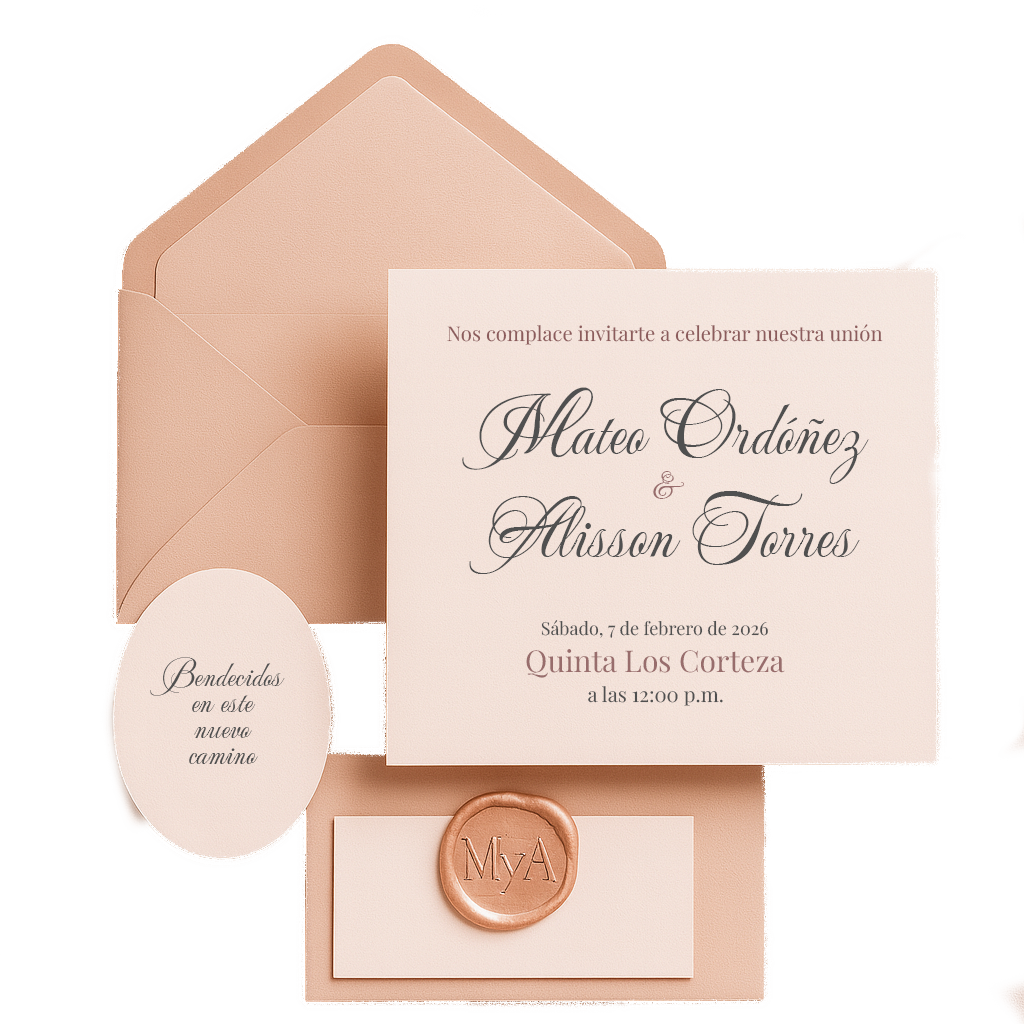 Nos complace invitarte a celebrar nuestra unión
Mateo Ordóñez
&
Alisson Torres
Sábado, 7 de febrero de 2026
Quinta Los Corteza
a las 12:00 p.m.
Bendecidos
en este
nuevo
camino
MyA